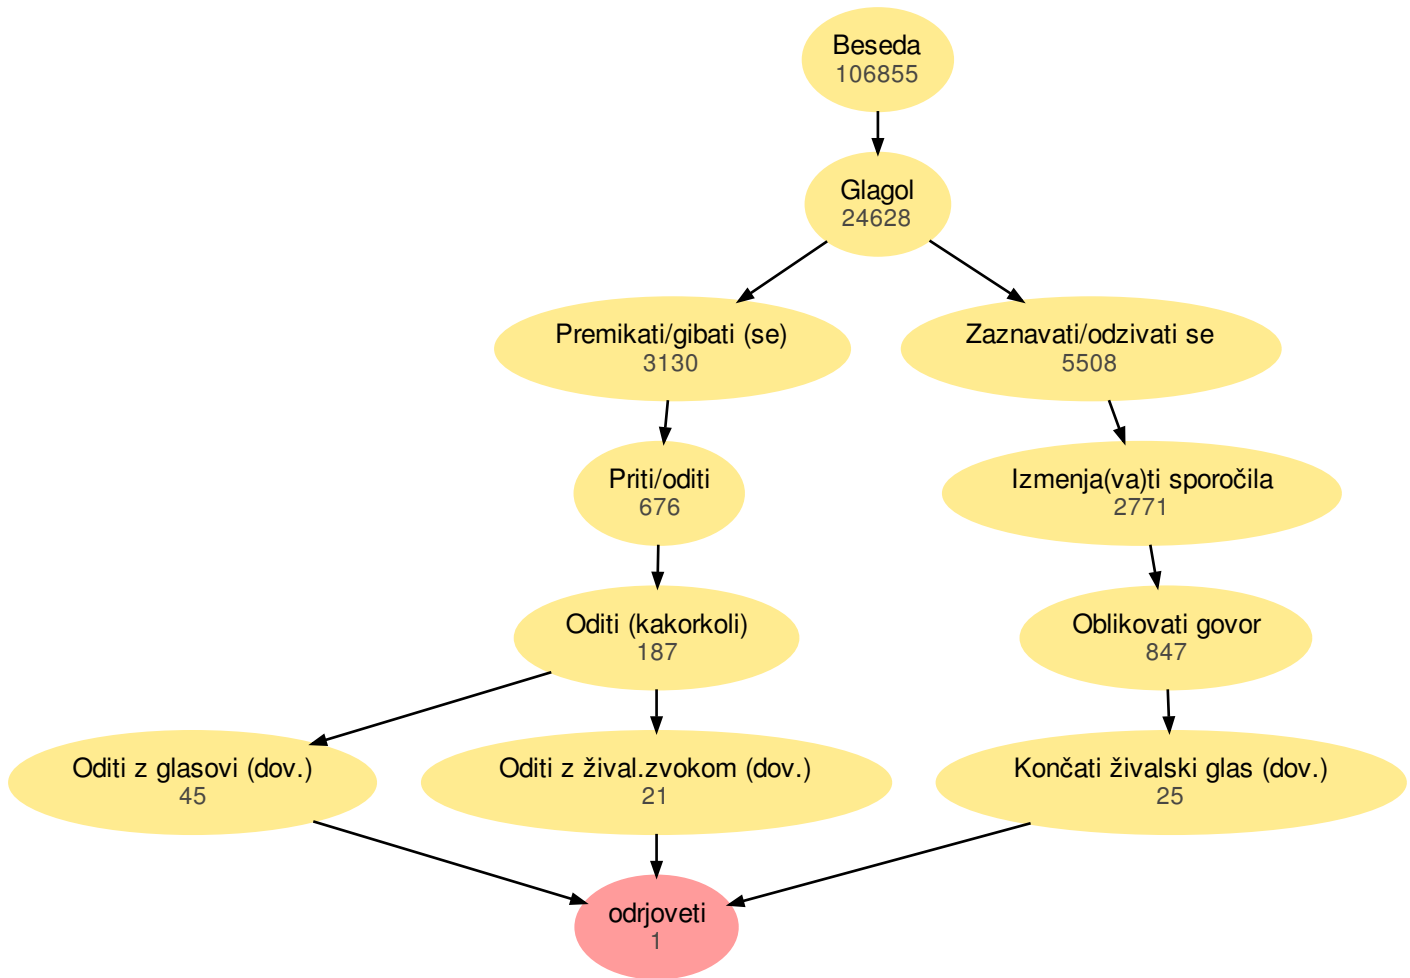 Beseda
106855
Glagol
24628
Premikati/gibati (se)
3130
Zaznavati/odzivati se
5508
Priti/oditi
676
Izmenja(va)ti sporočila
2771
Oditi (kakorkoli)
187
Oblikovati govor
847
Oditi z glasovi (dov.)
45
Oditi z žival.zvokom (dov.)
21
Končati živalski glas (dov.)
25
odrjoveti
1